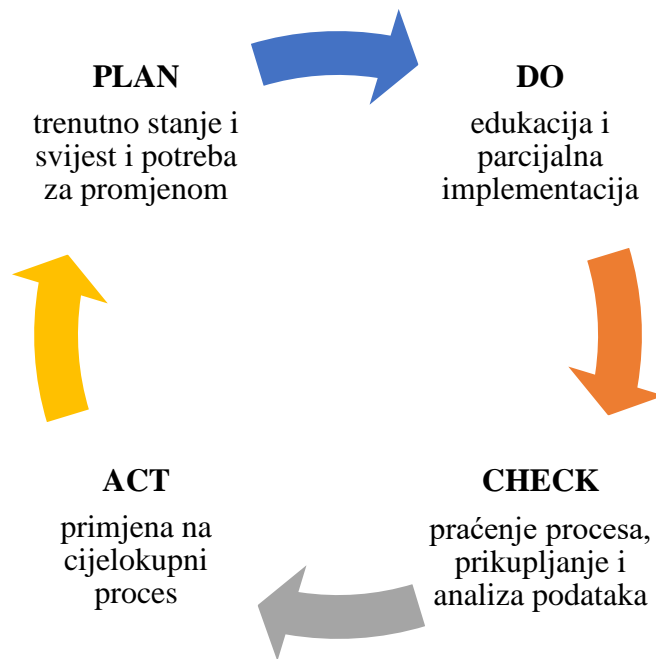 PLAN
trenutno stanje i
svijest i potreba
za promjenom
DO
edukacija i
parcijalna
implementacija
CHECK
praćenje procesa,
prikupljanje i
analiza podataka
ACT
primjena na
cijelokupni
proces